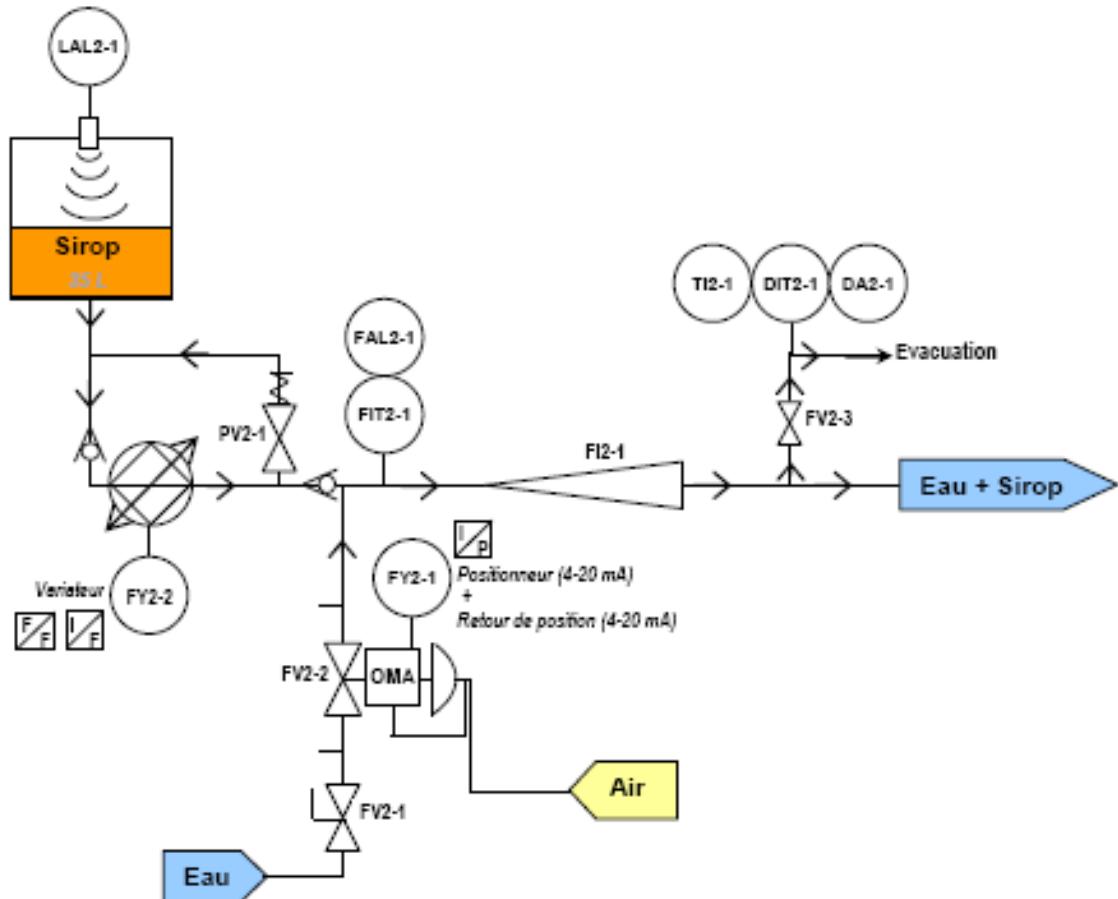 LAL2-1
Sirop
35 L
TI2-1
DIT2-1
DA2-1
FAL2-1
Evacuation
FIT2-1
PV2-1
FV2-3
FI2-1
Eau + Sirop
I/P
Variateur
FY2-2
FY2-1
Positionneur (4-20 mA)
+
Retour de position (4-20 mA)
F/F
I/F
FV2-2
OMA
Air
FV2-1
Eau